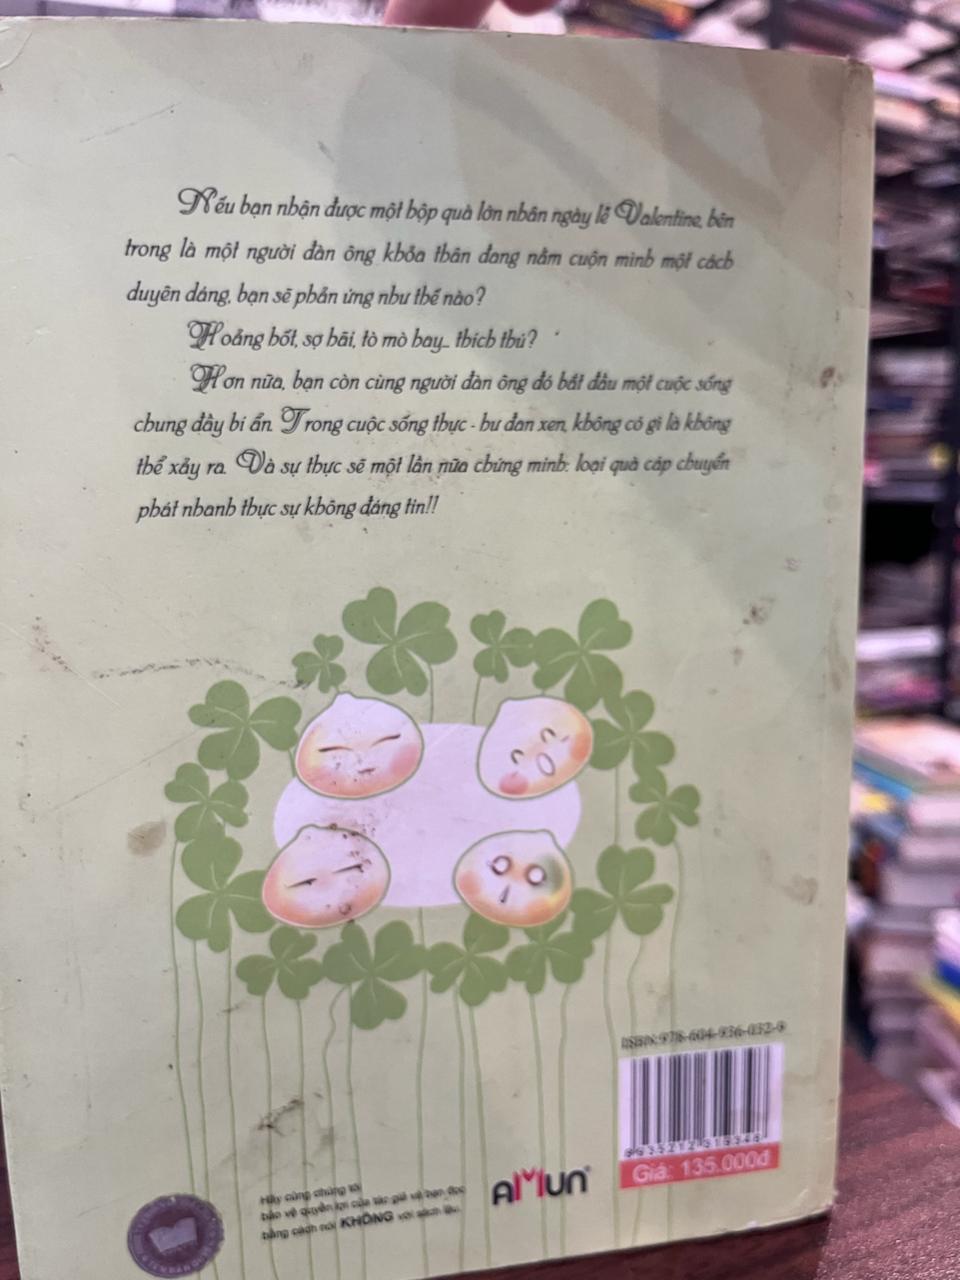 Nếu bạn nhận được một hộp quà lớn nhân ngày lễ Valentine, bên
trong là một người đàn ông khỏa thân đang nằm cuộn mình một cách
duyên dáng, bạn sẽ phản ứng như thế nào?
Hoảng hốt, sợ hãi, tò mò hay... thích thú?
Hơn nữa, bạn còn cùng người đàn ông đó bắt đầu một cuộc sống
chung đầy bí ẩn. Trong cuộc sống thực - hư đan xen, không có gì là không
thể xảy ra. Và sự thực sẽ một lần nữa chứng minh: loại quà cáp chuyển
phát nhanh thực sự không đáng tin!!
ISBN: 978-604-936-032-9
Giá: 135.000đ
Hãy cùng chúng tôi
bảo vệ quyền lợi của tác giả và bạn đọc
bằng cách nói KHÔNG với sách lậu.
AMUN